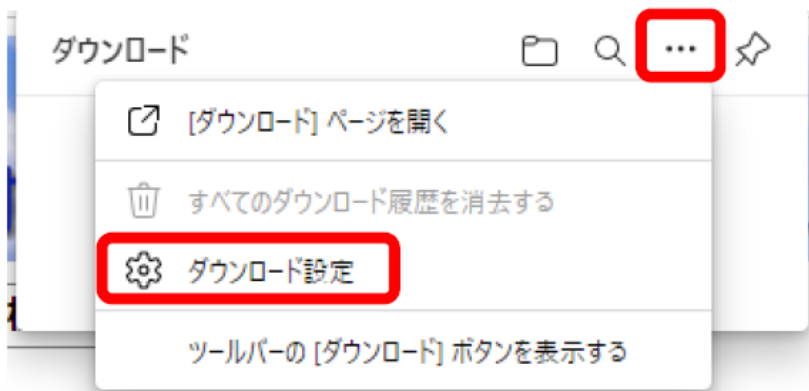 ダウンロード
[ダウンロード] ページを開く
すべてのダウンロード履歴を消去する
ダウンロード設定
ツールバーの [ダウンロード] ボタンを表示する